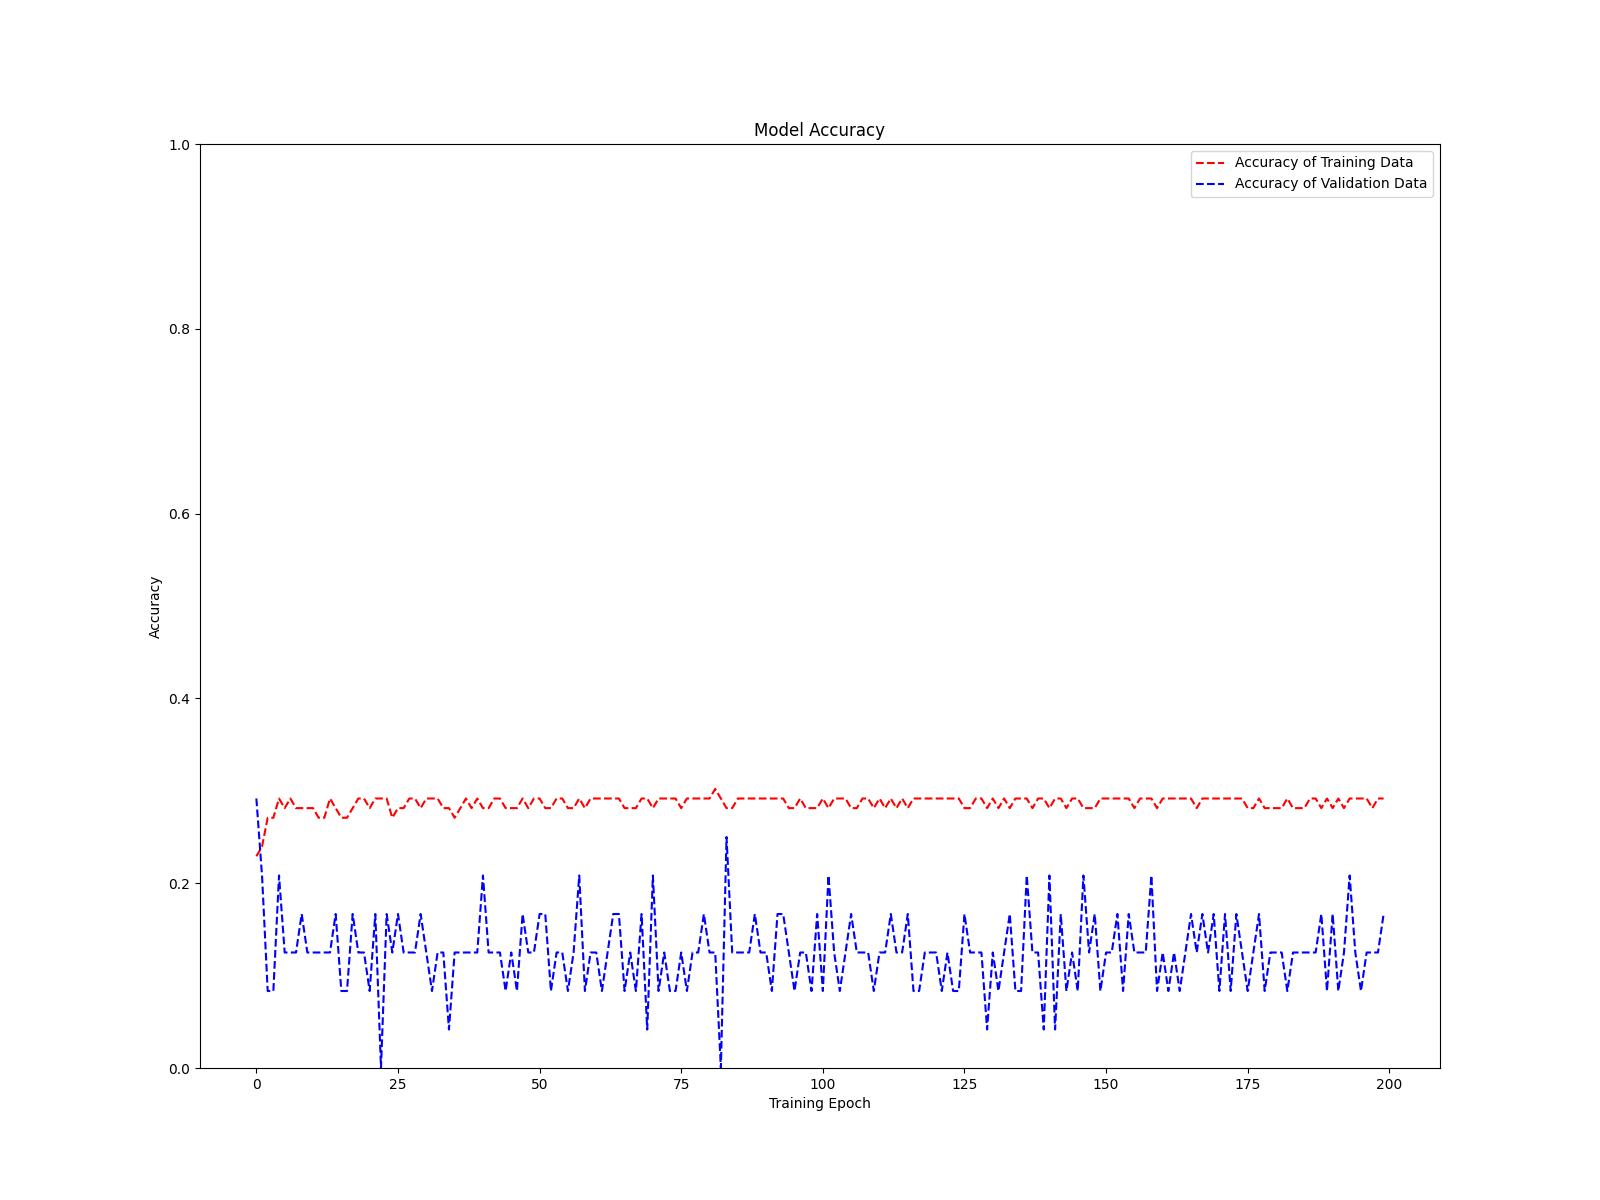 Model Accuracy
Accuracy of Training Data
Accuracy of Validation Data
1.0
0.8
0.6
0.4
0.2
0.0
Accuracy
0 25 50 75 100 125 150 175 200
Training Epoch